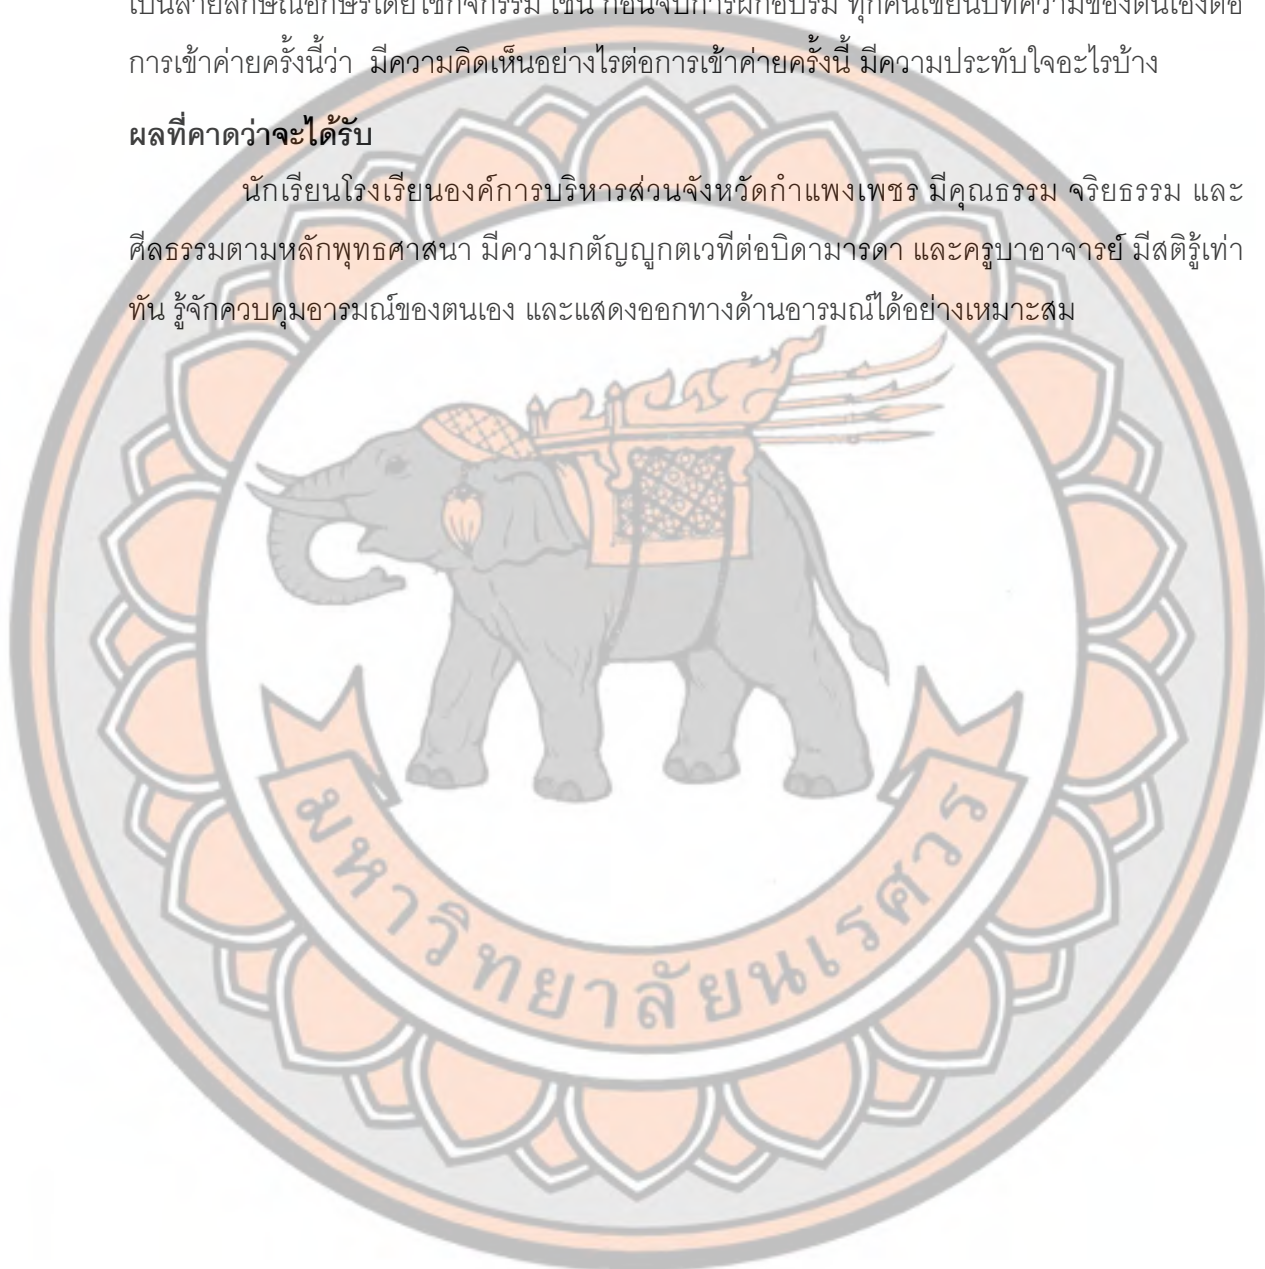 เป็นลายลักษณ์อักษรโดยใช้กิจกรรม เช่น ก่อนจบการฝึกอบรม ทุกคนเขียนบทความของตนเองต่อ
การเข้าค่ายครั้งนี้ว่า มีความคิดเห็นอย่างไรต่อการเข้าค่ายครั้งนี้ มีความประทับใจอะไรบ้าง
ผลที่คาดว่าจะได้รับ
นักเรียนโรงเรียนองค์การบริหารส่วนจังหวัดกำแพงเพชร มีคุณธรรม จริยธรรม และ
ศีลธรรมตามหลักพุทธศาสนา มีความกตัญญูกตเวทีต่อบิดามารดา และครูบาอาจารย์ มีสติรู้เท่า
ทัน รู้จักควบคุมอารมณ์ของตนเอง และแสดงออกทางด้านอารมณ์ได้อย่างเหมาะสม
มหาวิทยาลัยนเรศวร